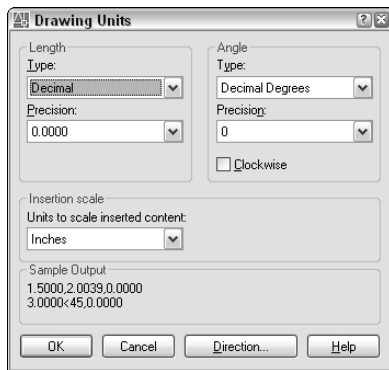 Drawing Units
Length
Type:
Decimal
Precision:
0.0000
Angle
Type:
Decimal Degrees
Precision:
0
Clockwise
Insertion scale
Units to scale inserted content:
Inches
Sample Output
1.5000,2.0039,0.0000
3.0000<45,0.0000
OK Cancel Direction... Help